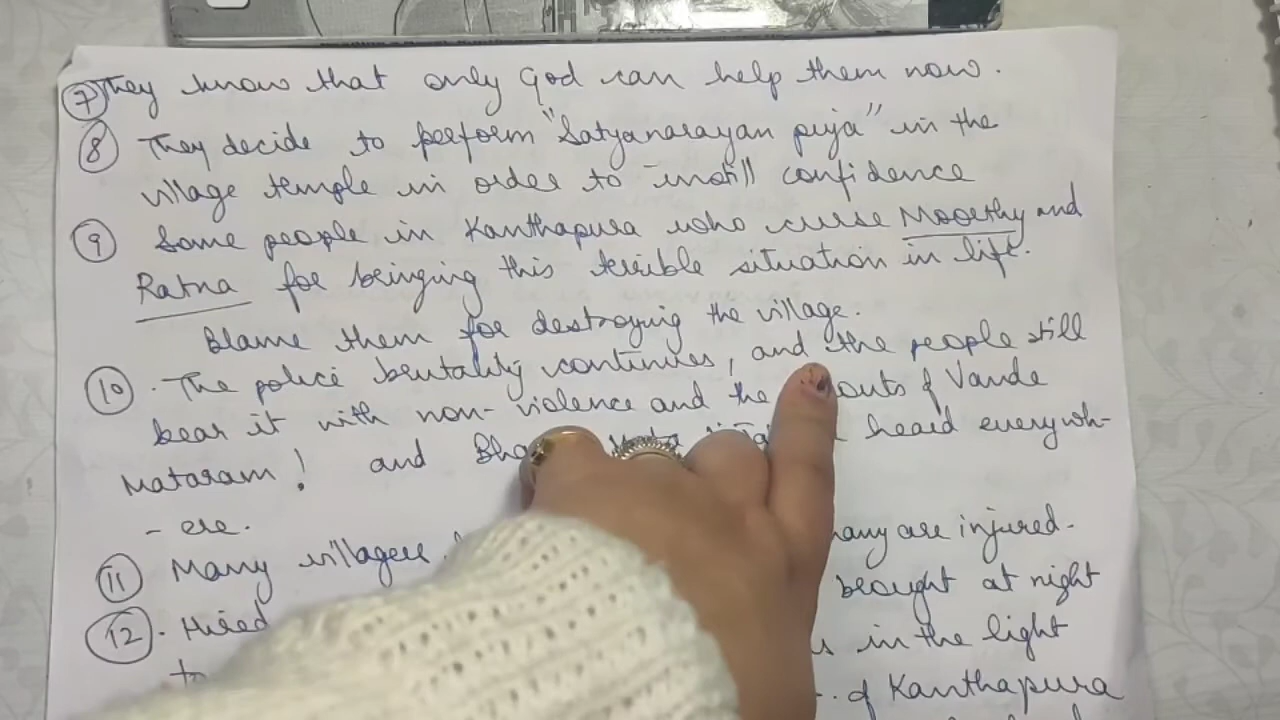 7 They know that only God can help them now.
8 They decide to perform "Satyanarayan puja" in the
village temple in order to instill confidence
9 Some people in Kanthapura who curse Moorthy and
Ratna for bringing this terrible situation in life.
Blame them for destroying the village.
10. The police brutality continues, and the people still
bear it with non-violence and the of Vande
Mataram! and heard everywh-
-ere.
11 Many are injured.
12. Hired brought at night
to in the light
of Kanthapura